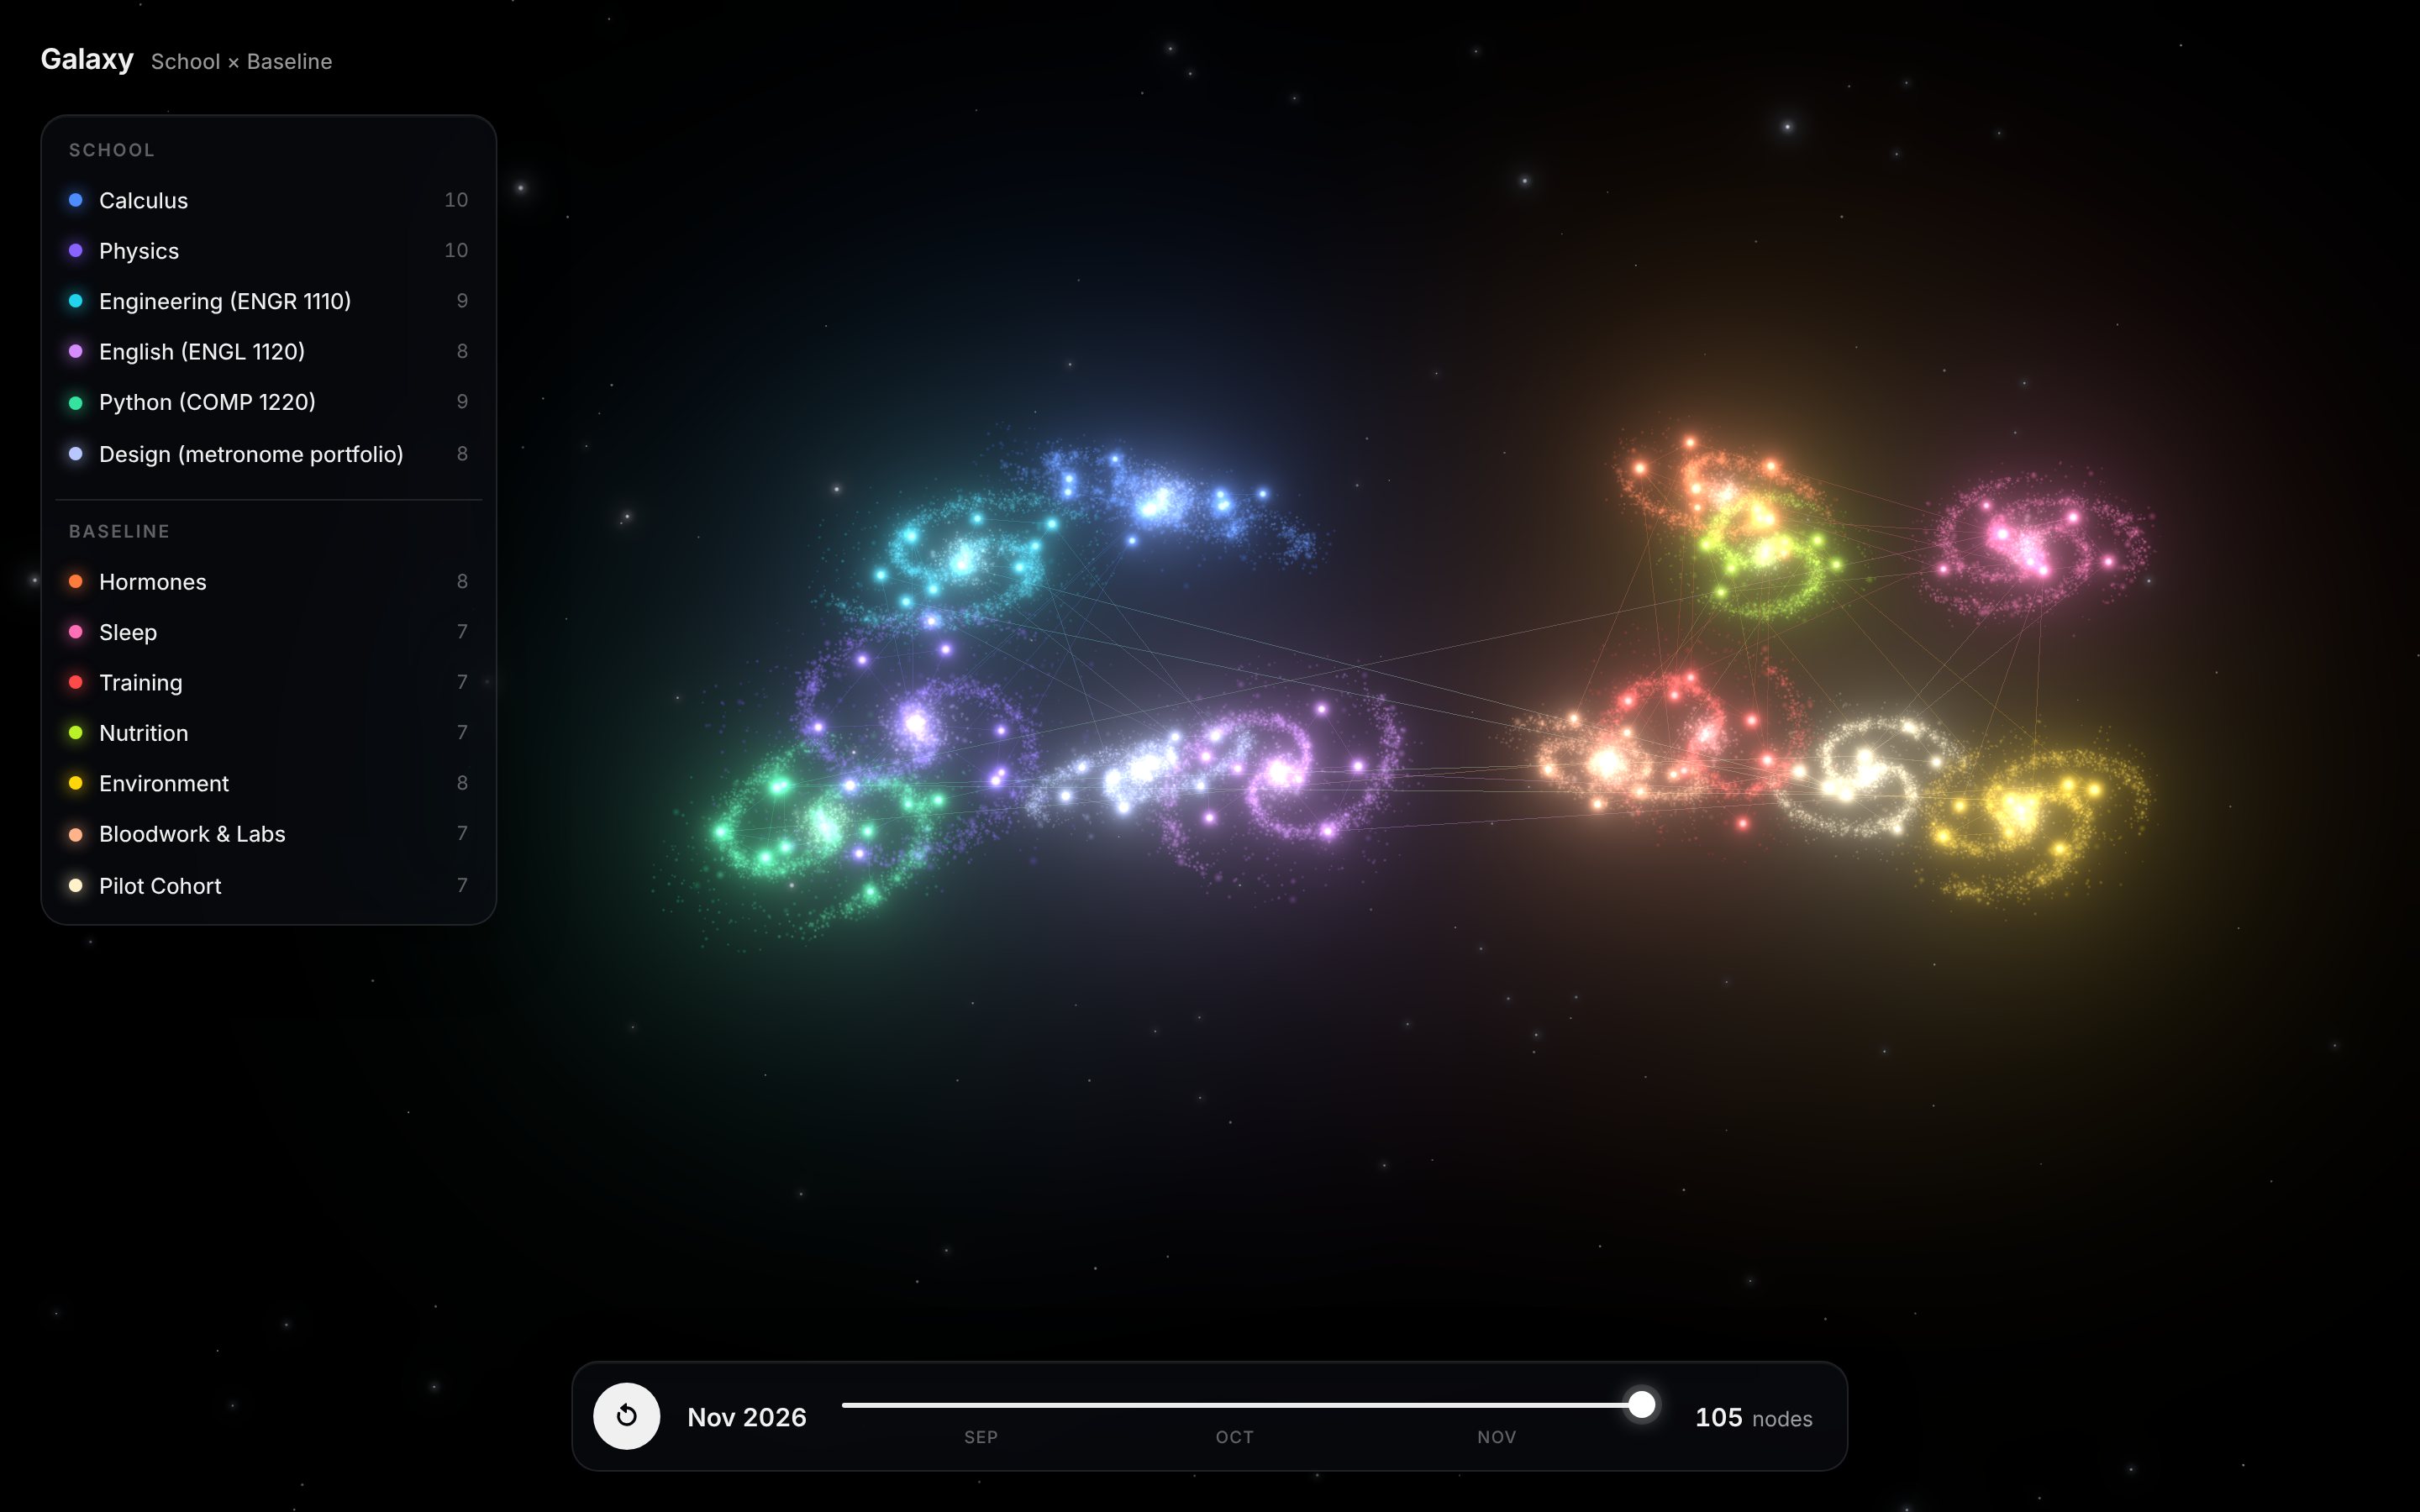 Galaxy School × Baseline
SCHOOL
Calculus 10
Physics 10
Engineering (ENGR 1110) 9
English (ENGL 1120) 8
Python (COMP 1220) 9
Design (metronome portfolio) 8
BASELINE
Hormones 8
Sleep 7
Training 7
Nutrition 7
Environment 8
Bloodwork & Labs 7
Pilot Cohort 7
Nov 2026 105 nodes
SEP OCT NOV